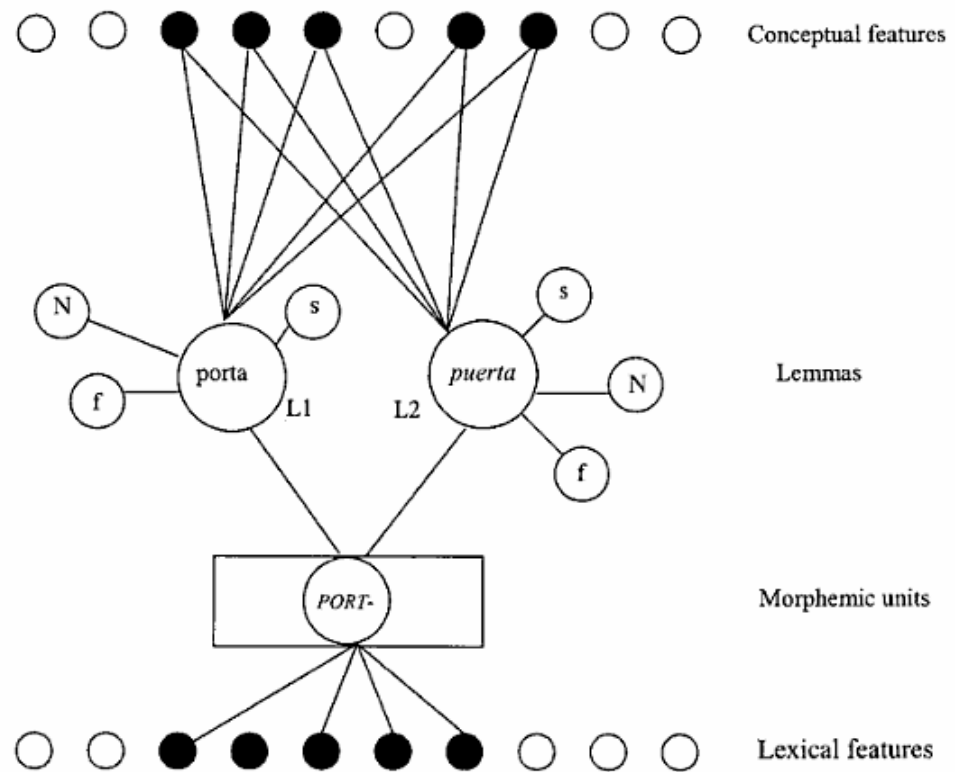 Conceptual features
s
N
s
porta
puerta
N
Lemmas
f
L1
L2
f
PORT-
Morphemic units
Lexical features